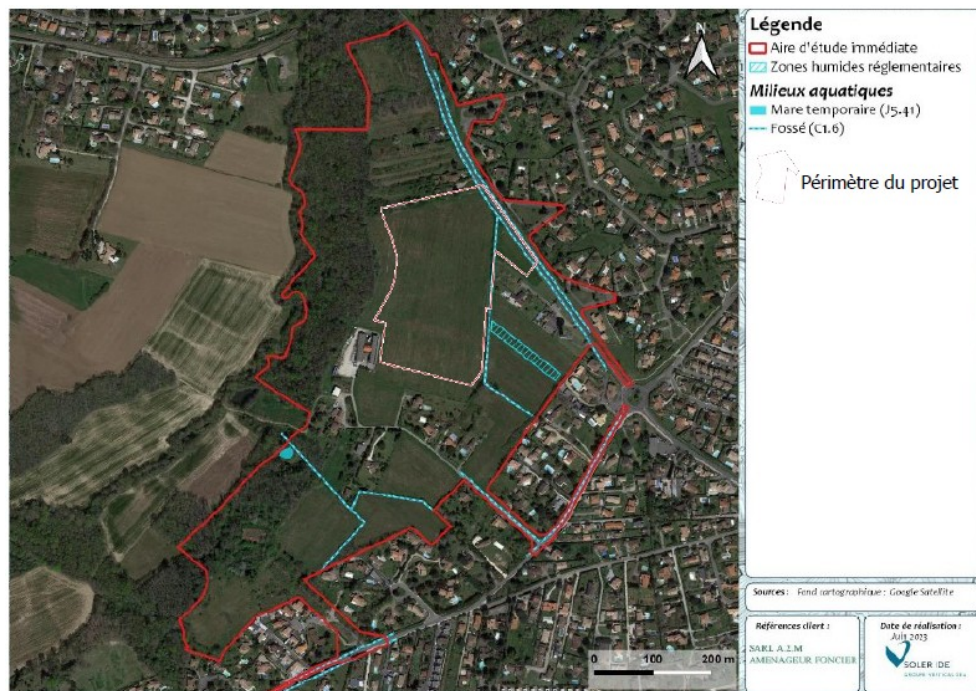 Légende
Aire d'étude immédiate
Zones humides réglementaires
Milieux aquatiques
Mare temporaire (J5.41)
Fossé (C1.6)
Périmètre du projet
N
0 100 200 m
Sources : Fond cartographique : Google Satellite
Références client :
SARL A.2.M
AMENAGEUR FONCIER
Date de réalisation :
Juin 2023
SOLER IDE
GROUPE